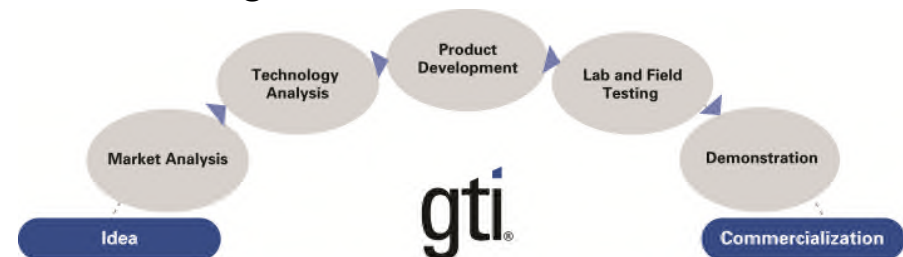 Product
Development
Technology
Analysis
Lab and Field
Testing
Market Analysis
Demonstration
gti®
Idea
Commercialization